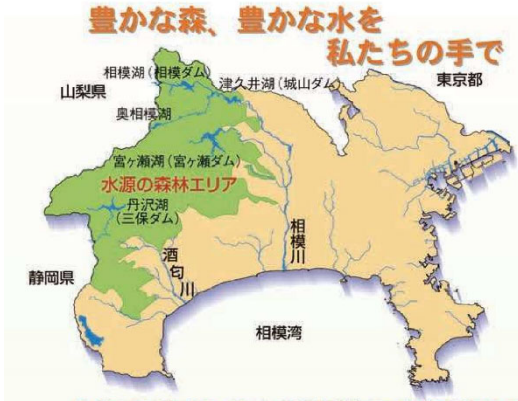 豊かな森、豊かな水を
私たちの手で
相模湖(相模ダム)
津久井湖(城山ダム)
東京都
山梨県
奥相模湖
宮ヶ瀬湖(宮ヶ瀬ダム)
水源の森林エリア
丹沢湖
(三保ダム)
相模川
酒匂川
静岡県
相模湾